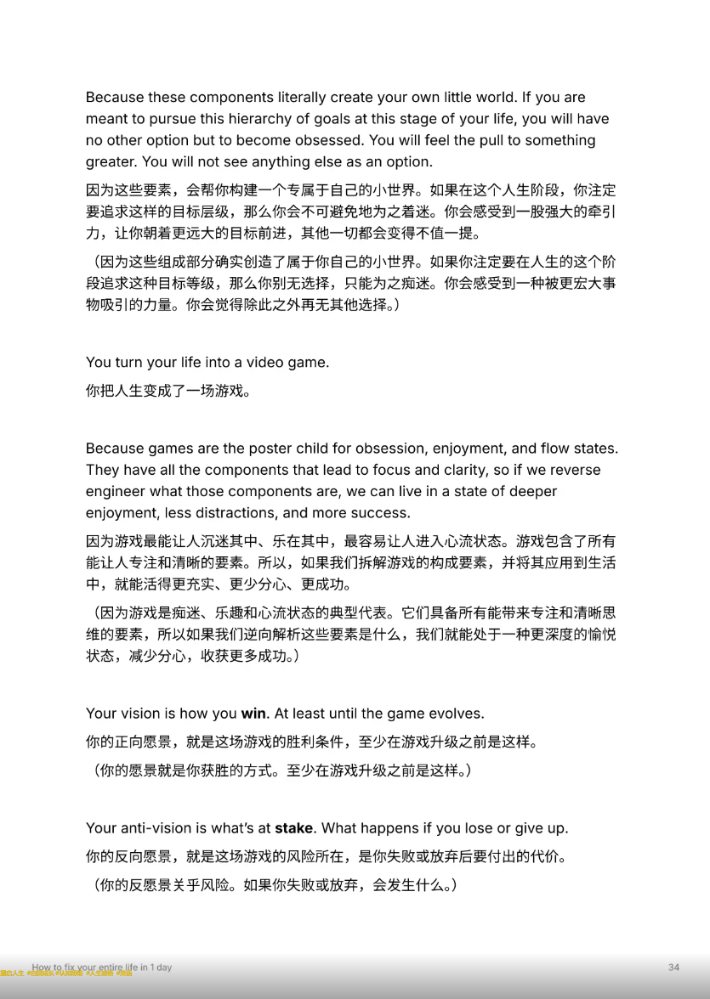 Because these components literally create your own little world. If you are
meant to pursue this hierarchy of goals at this stage of your life, you will have
no other option but to become obsessed. You will feel the pull to something
greater. You will not see anything else as an option.
因为这些要素，会帮你构建一个专属于自己的小世界。如果在这个人生阶段，你注定
要追求这样的目标层级，那么你会不可避免地为之着迷。你会感受到一股强大的牵引
力，让你朝着更远大的目标前进，其他一切都会变得不值一提。
（因为这些组成部分确实创造了属于你自己的小世界。如果你注定要在人生的这个阶
段追求这种目标等级，那么你别无选择，只能为之痴迷。你会感受到一种被更宏大事
物吸引的力量。你会觉得除此之外再无其他选择。）
You turn your life into a video game.
你把人生变成了一场游戏。
Because games are the poster child for obsession, enjoyment, and flow states.
They have all the components that lead to focus and clarity, so if we reverse
engineer what those components are, we can live in a state of deeper
enjoyment, less distractions, and more success.
因为游戏最能让人沉迷其中、乐在其中，最容易让人进入心流状态。游戏包含了所有
能让人专注和清晰的要素。所以，如果我们拆解游戏的构成要素，并将其应用到生活
中，就能活得更充实、更少分心、更成功。
（因为游戏是痴迷、乐趣和心流状态的典型代表。它们具备所有能带来专注和清晰思
维的要素，所以如果我们逆向解析这些要素是什么，我们就能处于一种更深度的愉悦
状态，减少分心，收获更多成功。）
Your vision is how you win. At least until the game evolves.
你的正向愿景，就是这场游戏的胜利条件，至少在游戏升级之前是这样。
（你的愿景就是你获胜的方式。至少在游戏升级之前是这样。）
Your anti-vision is what’s at stake. What happens if you lose or give up.
你的反向愿景，就是这场游戏的风险所在，是你失败或放弃后要付出的代价。
（你的反愿景关乎风险。如果你失败或放弃，会发生什么。）
How to fix your entire life in 1 day
34